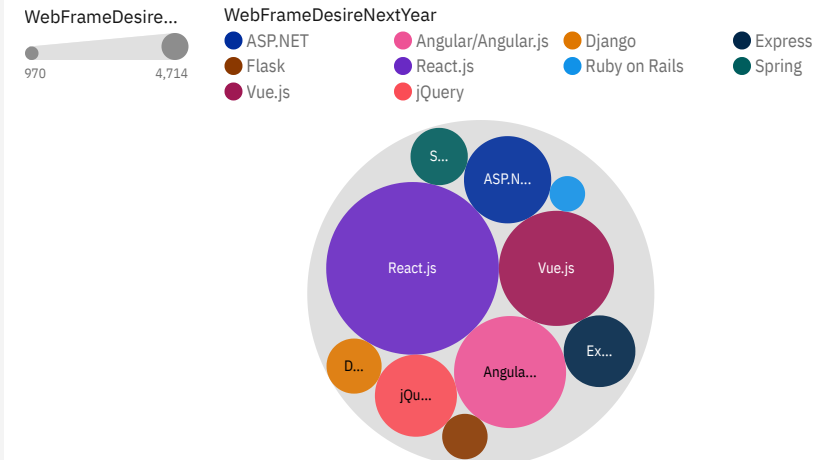 WebFrameDesire...
970
4,714
WebFrameDesireNextYear
ASP.NET
Angular/Angular.js
Django
Express
Flask
React.js
Ruby on Rails
Spring
Vue.js
jQuery
S...
ASP.N...
React.js
Vue.js
Ex...
D...
Angula...
jQu...